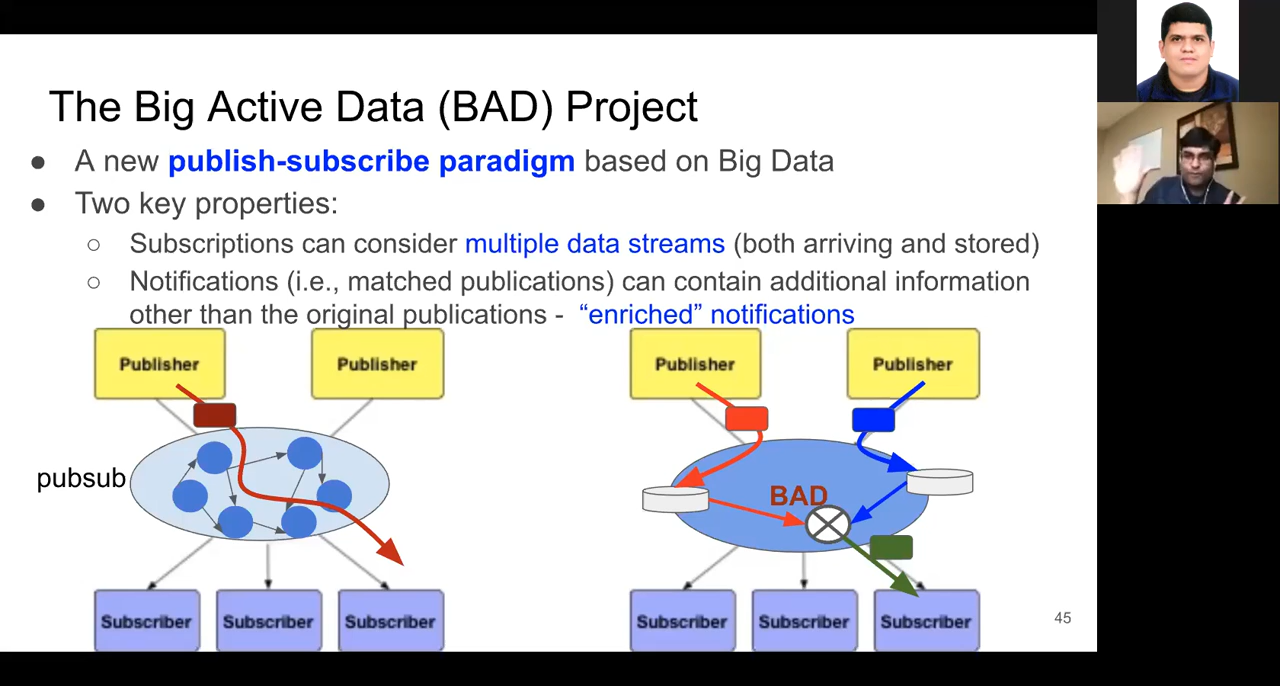 The Big Active Data (BAD) Project
● A new publish-subscribe paradigm based on Big Data
● Two key properties:
○ Subscriptions can consider multiple data streams (both arriving and stored)
○ Notifications (i.e., matched publications) can contain additional information
other than the original publications - “enriched” notifications
Publisher
Publisher
Publisher
Publisher
pubsub
BAD
Subscriber
Subscriber
Subscriber
Subscriber
Subscriber
Subscriber
45